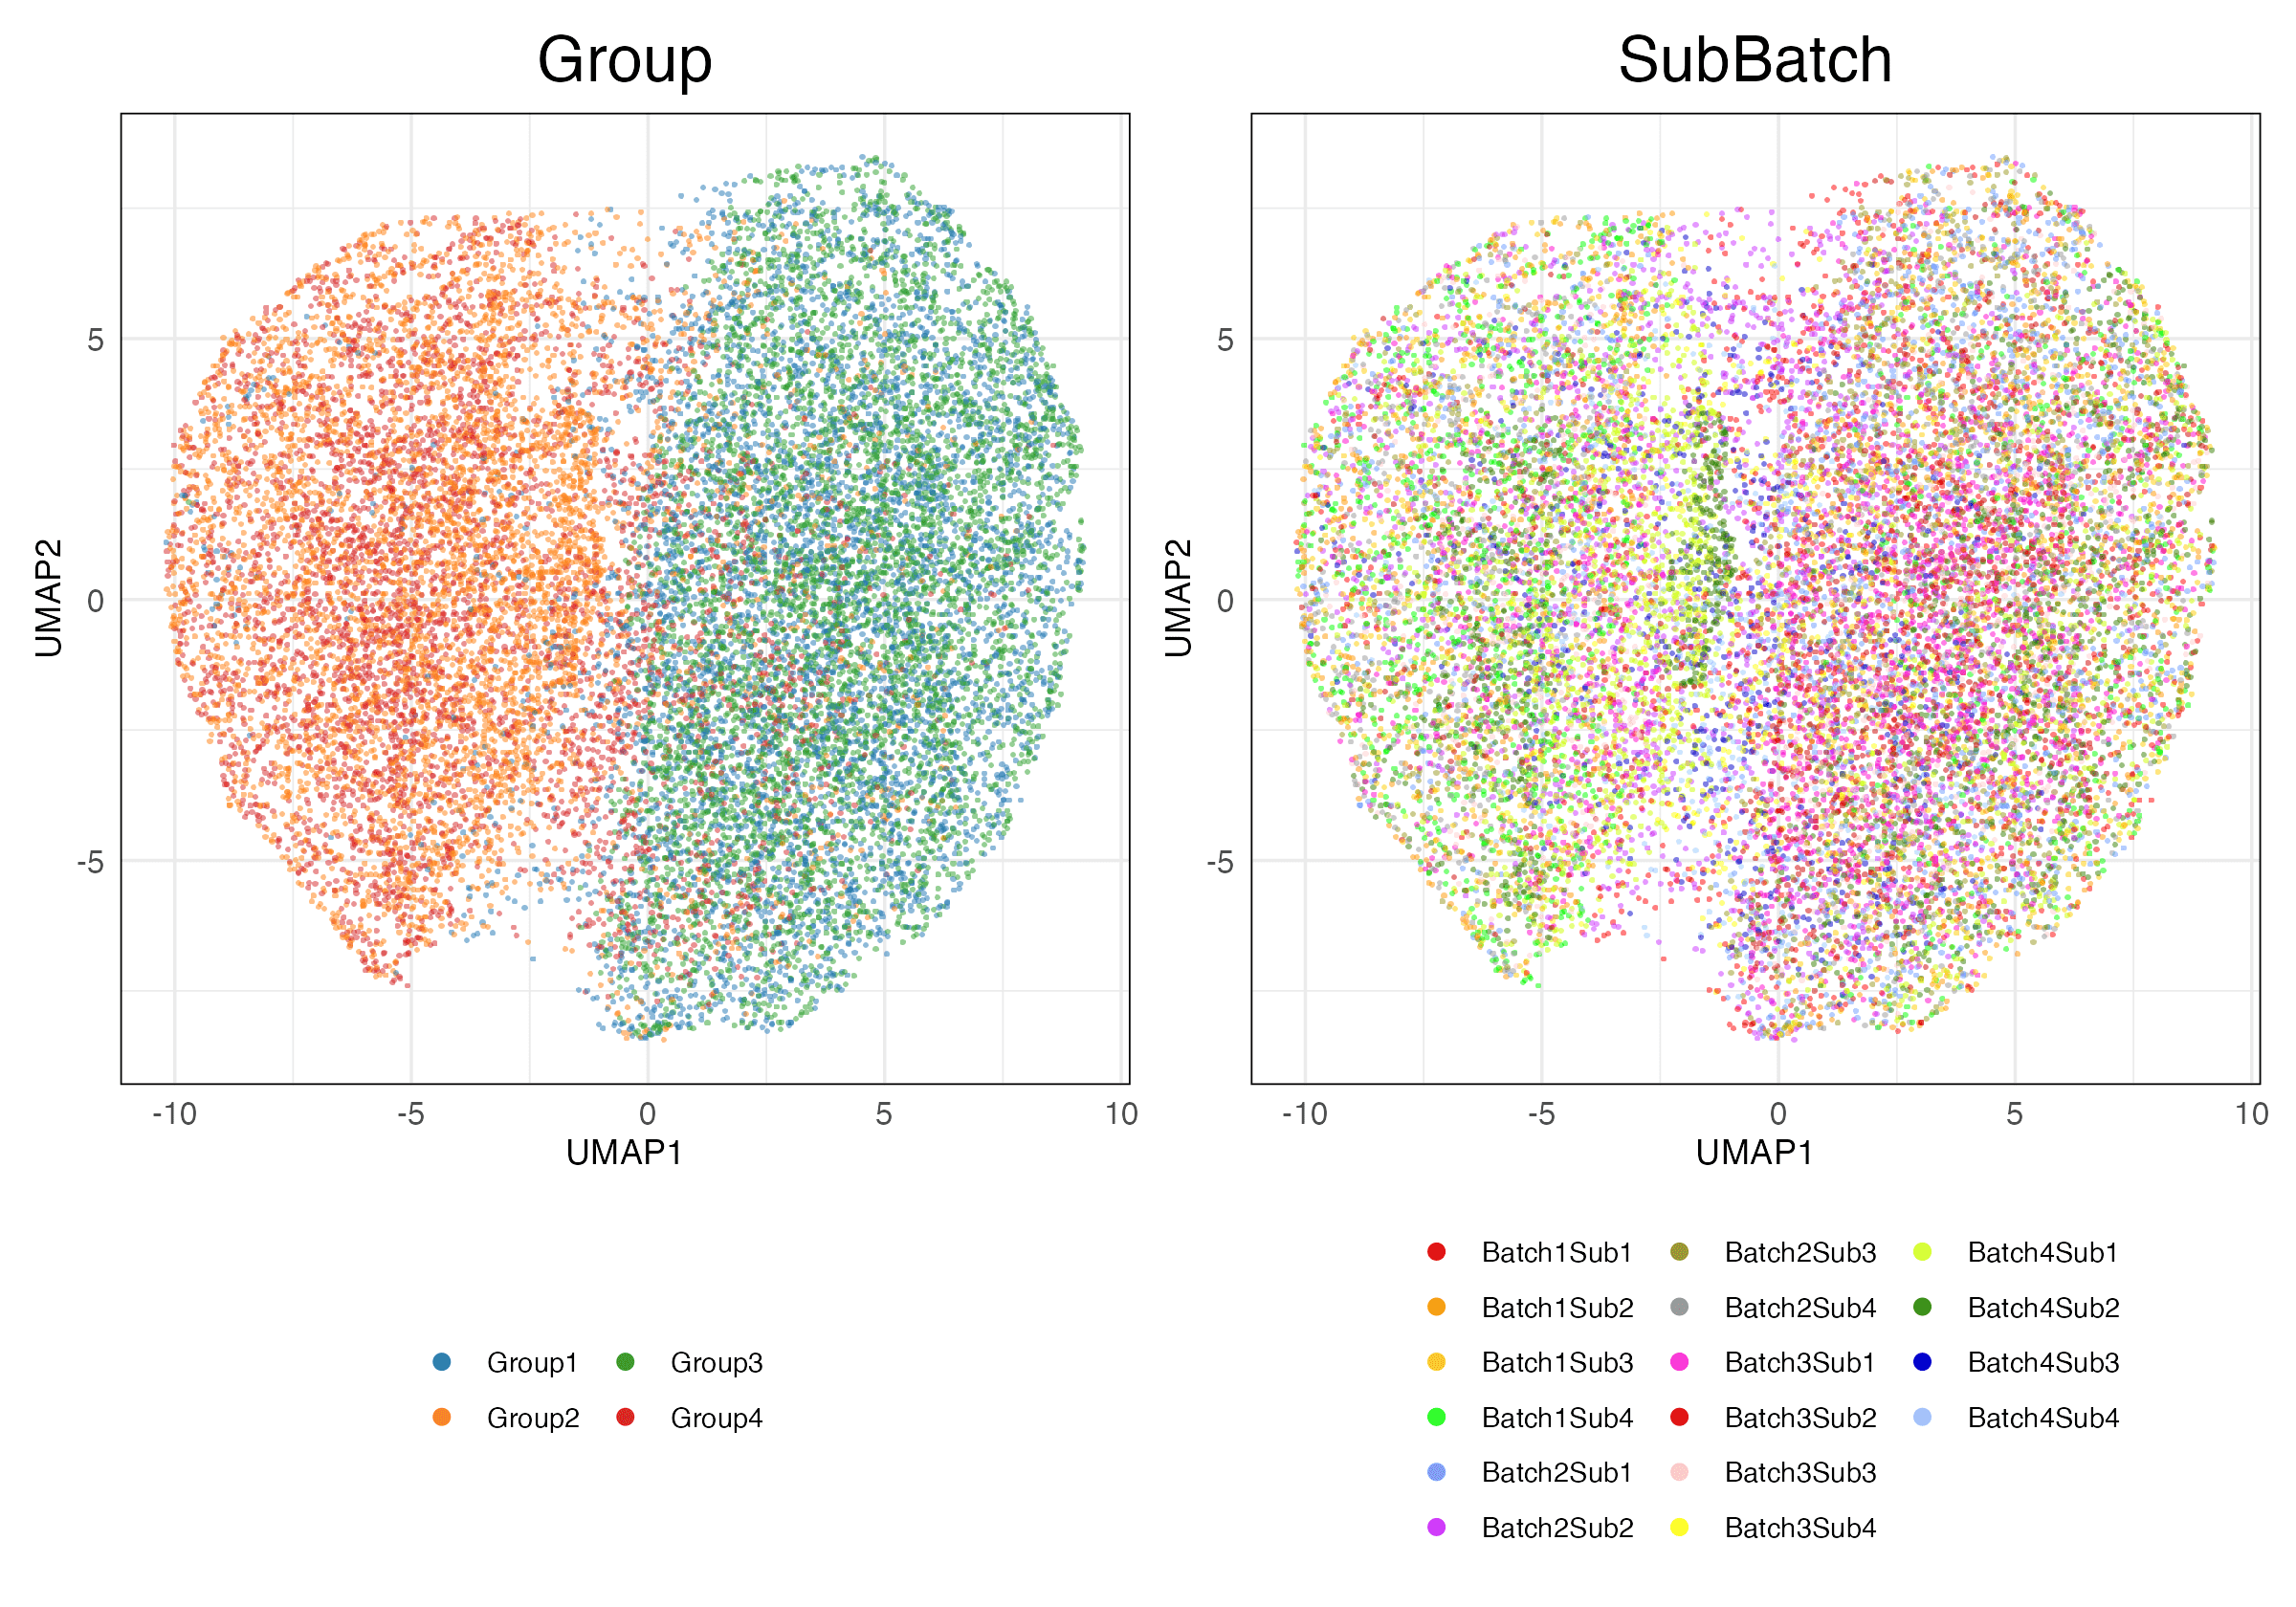 Group
SubBatch
5
0
-5
UMAP2
-10 -5 0 5 10
UMAP1
5
0
-5
UMAP2
-10 -5 0 5 10
UMAP1
Group1 Group3
Group2 Group4
Batch1Sub1 Batch2Sub3 Batch4Sub1
Batch1Sub2 Batch2Sub4 Batch4Sub2
Batch1Sub3 Batch3Sub1 Batch4Sub3
Batch1Sub4 Batch3Sub2 Batch4Sub4
Batch2Sub1 Batch3Sub3
Batch2Sub2 Batch3Sub4